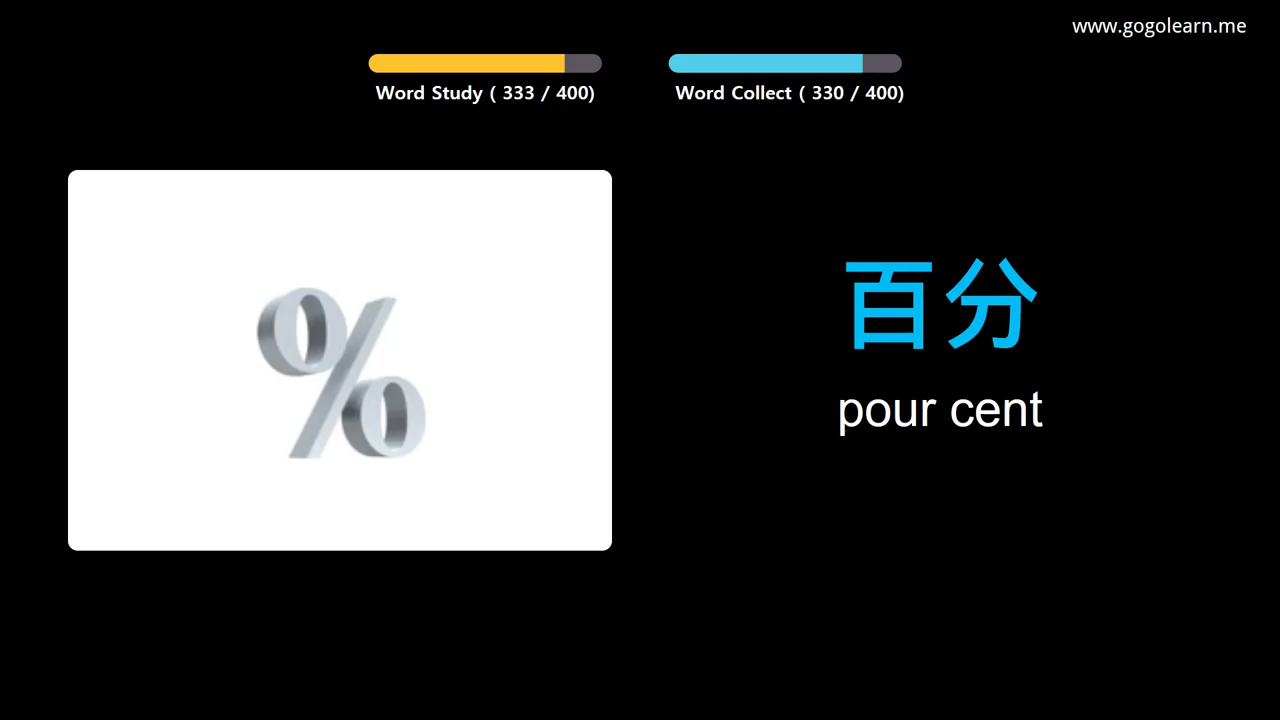 www.gogolearn.me
Word Study ( 333 / 400)
Word Collect ( 330 / 400)
%
百分
pour cent